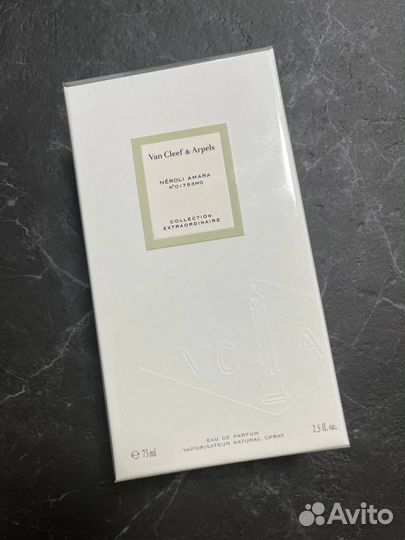 Van Cleef & Arpels
NÉROLI AMARA
N°01783MG
COLLECTION
EXTRAORDINAIRE
VC A
EAU DE PARFUM
VAPORISATEUR NATURAL SPRAY
℮ 75 ml
2.5 fl. oz.
Avito